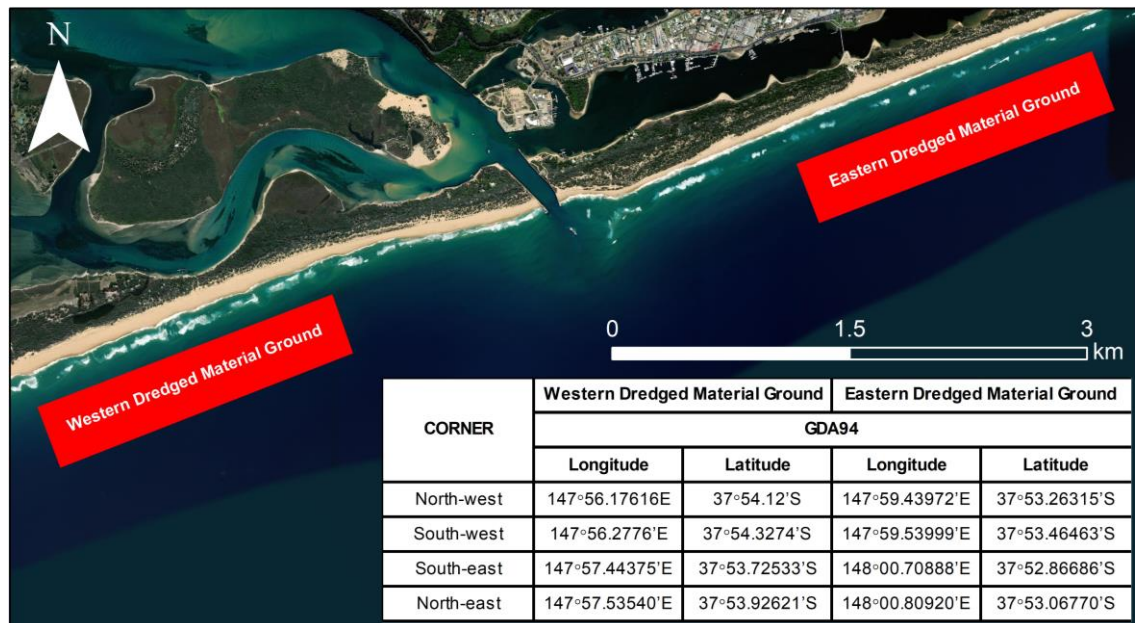 N
Eastern Dredged Material Ground
Western Dredged Material Ground
0 1.5 3
km
CORNER Western Dredged Material Ground Eastern Dredged Material Ground
GDA94
Longitude Latitude Longitude Latitude
North-west 147°56.17616E 37°54.12'S 147°59.43972'E 37°53.26315'S
South-west 147°56.2776'E 37°54.3274'S 147°59.53999'E 37°53.46463'S
South-east 147°57.44375'E 37°53.72533'S 148°00.70888'E 37°52.86686'S
North-east 147°57.53540'E 37°53.92621'S 148°00.80920'E 37°53.06770'S